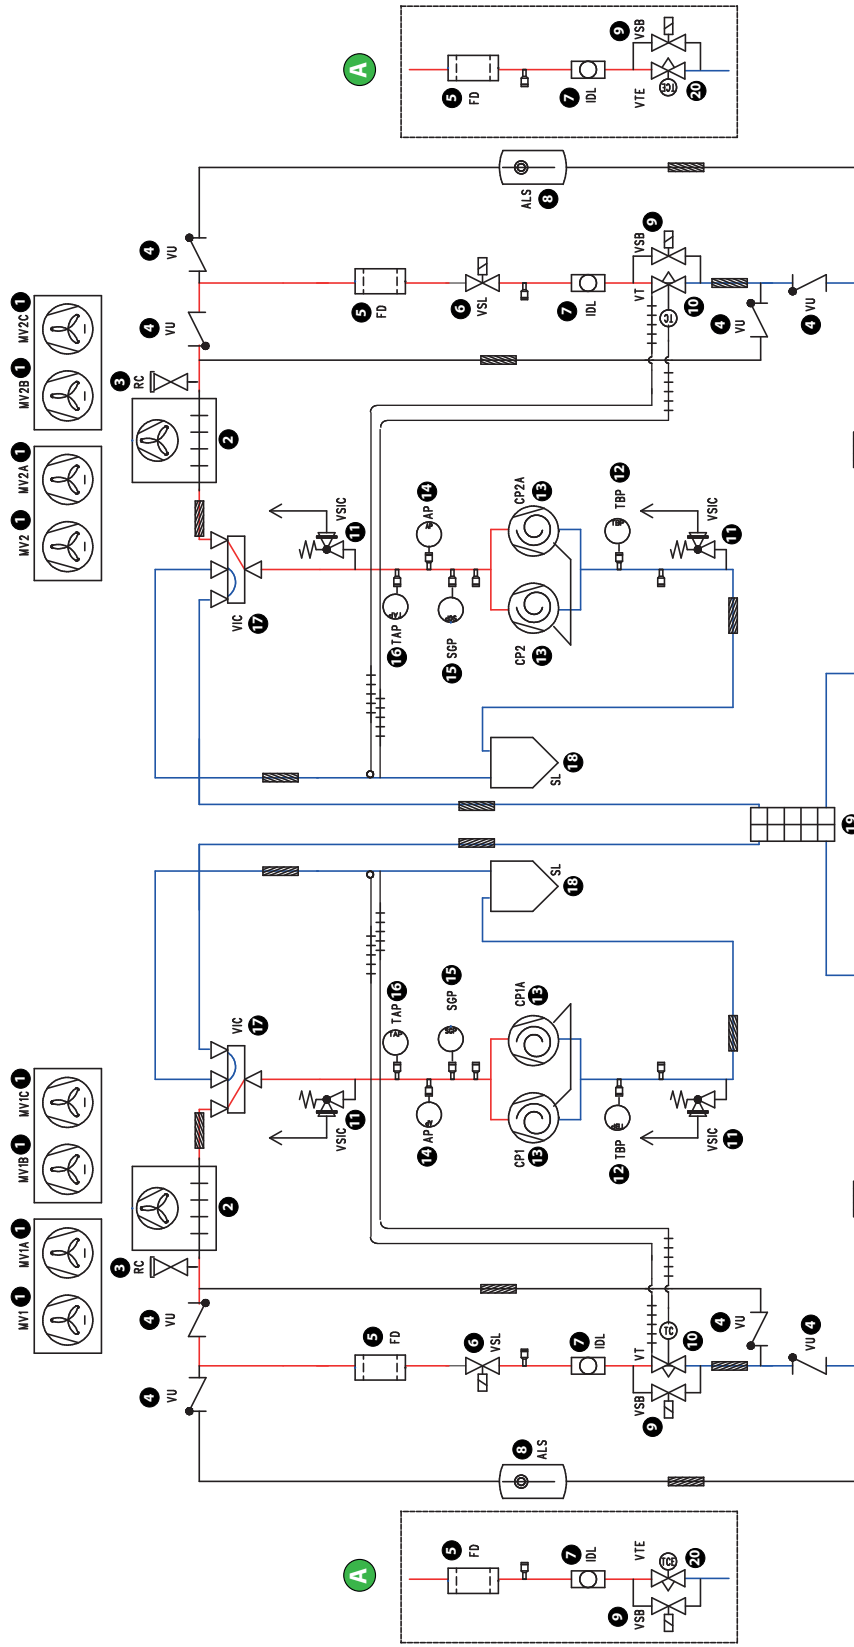 MV1 1
MV1A 1
MV1B 1
MV1C 1
MV2 1
MV2A 1
MV2B 1
MV2C 1
4 VU
4 VU
3 RC
3 RC
4 VU
4 VU
2
2
VIC 17
VIC 17
A
5 FD
VSIC 11
TAP 16
16 TAP
VSIC 11
5 FD
A
5 FD
14 AP
SGP 15
15 SGP
AP 14
5 FD
6 VSL
6 VSL
8 ALS
CP1 13
CP1A 13
SL 18
SL 18
CP2 13
CP2A 13
ALS 8
7 IDL
7 IDL
7 IDL
7 IDL
9 VSB
VTE
TCE
20
VSB 9
VT
TC
10
12 TBP
TBP 12
VT
10
VSB 9
VTE
20
9 VSB
4 VU
VSIC 11
VSIC 11
4 VU
VU 4
VU 4
19